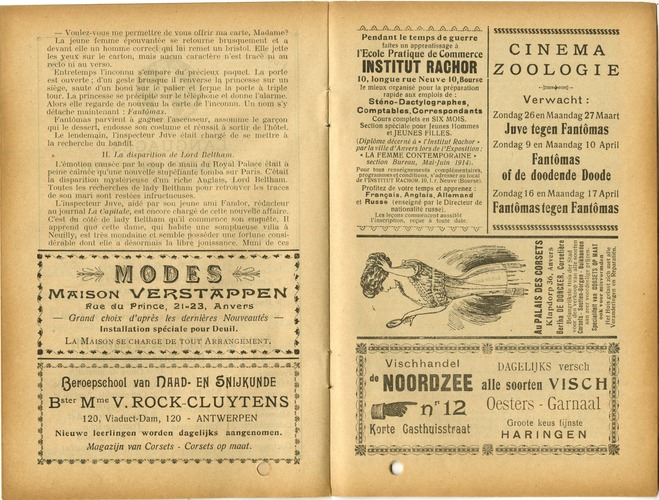 — Voulez-vous me permettre de vous offrir ma carte, Madame?
La jeune femme épouvantée se retourne brusquement et a
devant elle un homme correct qui lui remet un bristol. Elle jette
les yeux sur le carton, mais aucun caractère n'est tracé ni au
recto ni au verso.
Entretemps l'inconnu s'empare du précieux paquet. La porte
est ouverte; d'un geste brusque il renverse la princesse sur un
siège, saute d'un bond sur le palier et ferme la porte à triple
tour. La princesse se précipite sur le téléphone et donne l'alarme.
Alors elle regarde de nouveau la carte de l'inconnu. Un nom s'y
détache maintenant : Fantômas.
Fantômas parvient à gagner l'ascenseur, assomme le garçon
qui le dessert, endosse son costume et réussit à sortir de l'hôtel.
Le lendemain, l'inspecteur Juve était chargé de se mettre à
la recherche du bandit.
II. La disparition de Lord Beltham.
L'émotion causée par le coup de main du Royal Palace était à
peine calmée qu'une nouvelle stupéfiante tomba sur Paris. C'était
la disparition mystérieuse d'un riche Anglais, Lord Beltham.
Toutes les recherches de lady Beltham pour retrouver les traces
de son mari sont restées infructueuses.
L'inspecteur Juve, aidé par son jeune ami Fandor, rédacteur
au journal La Capitale, est encore chargé de cette nouvelle affaire.
C'est du côté de lady Beltham qu'il commence son enquête. Il
apprend que cette dame, qui habite une somptueuse villa à
Neuilly, est très mondaine et semble posséder une fortune consi-
dérable dont elle a désormais la libre jouissance. Muni de ces
MODES
MAISON VERSTAPPEN
Rue du Prince, 21-23, Anvers
— Grand choix d'après les dernières Nouveautés —
Installation spéciale pour Deuil.
LA MAISON SE CHARGE DE TOUT ARRANGEMENT.
Beroepschool van NAAD- EN SNIJKUNDE
Bster Mme V. ROCK-CLUYTENS
120, Viaduct-Dam, 120 - ANTWERPEN
Nieuwe leerlingen worden dagelijks aangenomen.
Magazijn van Corsets - Corsets op maat.
Pendant le temps de guerre
faites un apprentissage à
l'Ecole Pratique de Commerce
INSTITUT RACHOR
10, longue rue Neuve 10, Bourse
le mieux organisé pour la préparation
rapide aux emplois de :
Sténo-Dactylographes,
Comptables, Correspondants
Cours complets en SIX MOIS.
Section spéciale pour Jeunes Hommes
et JEUNES FILLES.
(Diplôme décerné à « l'Institut Rachor »
par la ville d'Anvers lors de l'Exposition :
« LA FEMME CONTEMPORAINE »
section Bureau, Mai-Juin 1914).
Pour tous renseignements complémentaires,
programmes et conditions, s'adresser au local
de l'INSTITUT RACHOR, 10, l. r. Neuve (Bourse).
Profitez de votre temps et apprenez :
Français, Anglais, Allemand
et Russe (enseigné par le Directeur de
nationalité russe).
Les leçons commencent aussitôt
l'inscription, reçue à toute date.
CINEMA
ZOOLOGIE
Verwacht :
Zondag 26 en Maandag 27 Maart
Juve tegen Fantômas
Zondag 9 en Maandag 10 April
Fantômas
of de doodende Doode
Zondag 16 en Maandag 17 April
Fantômas tegen Fantômas
Au PALAIS DES CORSETS
Klapdorp 36, Anvers
Bertha DE DONCKER, Corsetière
Specialiteit van CORSETS OP MAAT
Vischhandel
de NOORDZEE
nr 12
Korte Gasthuisstraat
DAGELIJKS versch
alle soorten VISCH
Oesters - Garnaal
Groote keus fijnste
HARINGEN